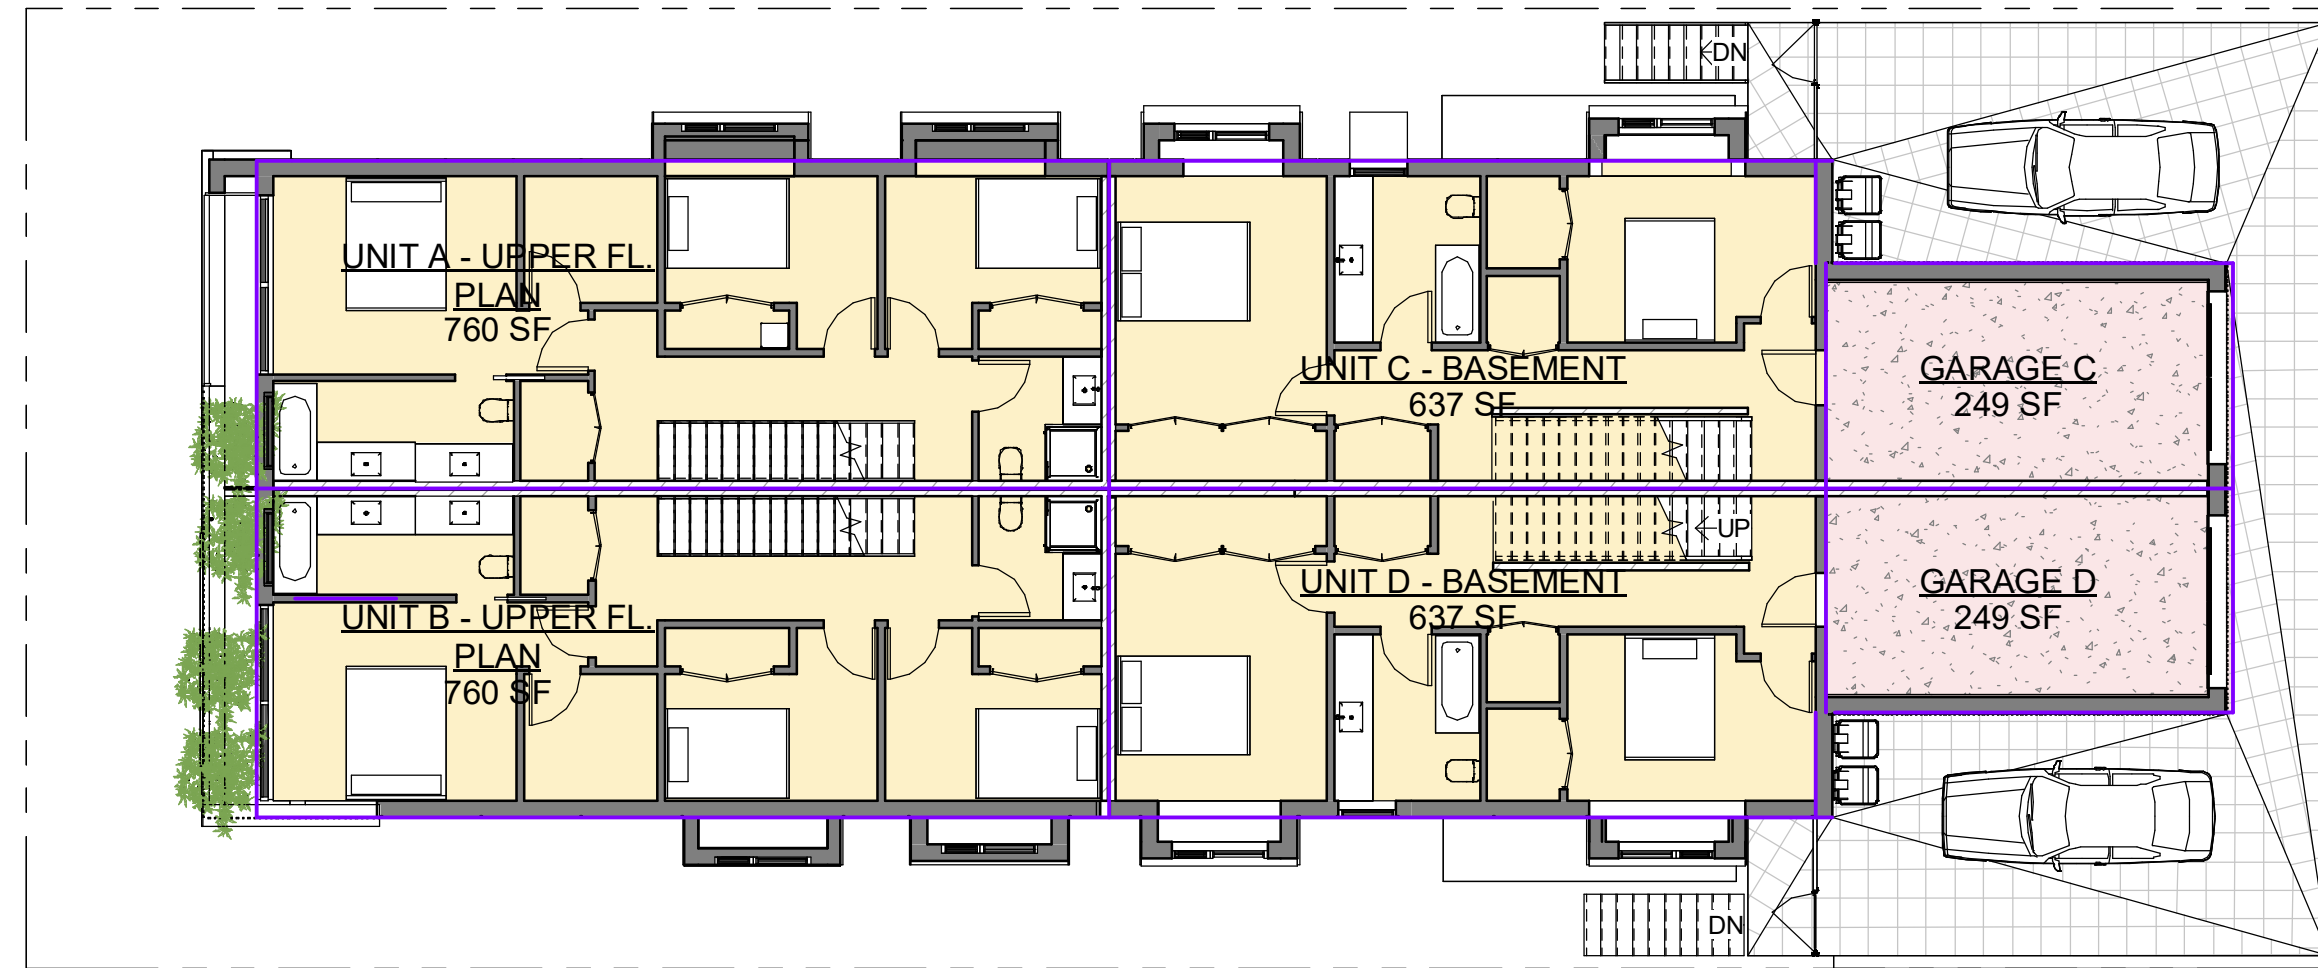 DN
UNIT A - UPPER FL.
PLAN
760 SF
UNIT C - BASEMENT
637 SF
GARAGE C
249 SF
UP
UNIT B - UPPER FL.
PLAN
760 SF
UNIT D - BASEMENT
637 SF
GARAGE D
249 SF
DN